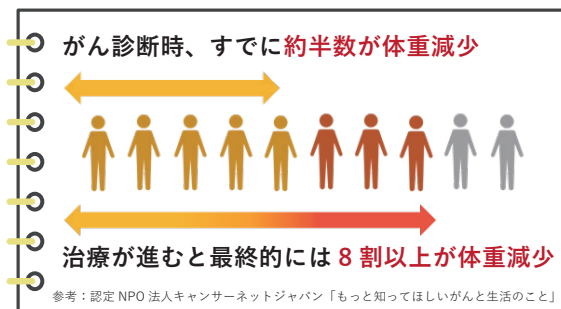 がん診断時、すでに約半数が体重減少
治療が進むと最終的には8割以上が体重減少
参考：認定NPO法人キャンサーネットジャパン「もっと知ってほしいがんと生活のこと」